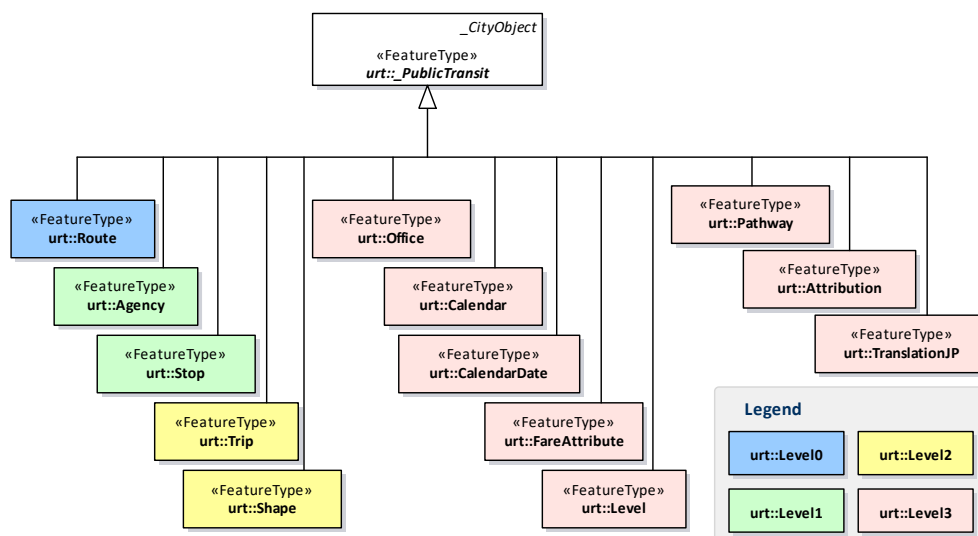 _CityObject
«FeatureType»
urt::_PublicTransit
«FeatureType»
urt::Route
«FeatureType»
urt::Agency
«FeatureType»
urt::Stop
«FeatureType»
urt::Trip
«FeatureType»
urt::Shape
«FeatureType»
urt::Office
«FeatureType»
urt::Calendar
«FeatureType»
urt::CalendarDate
«FeatureType»
urt::FareAttribute
«FeatureType»
urt::Level
«FeatureType»
urt::Pathway
«FeatureType»
urt::Attribution
«FeatureType»
urt::TranslationJP
Legend
urt::Level0
urt::Level2
urt::Level1
urt::Level3